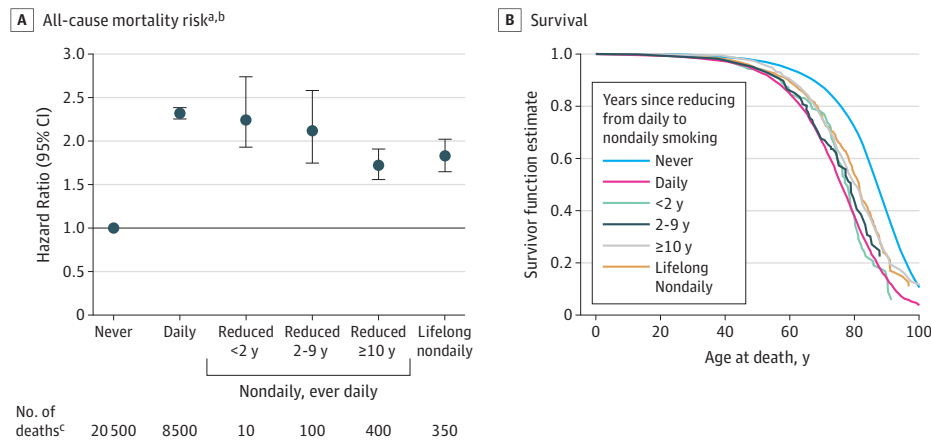 A All-cause mortality riskᵃ,ᵇ
3.0
2.5
2.0
1.5
1.0
0.5
0
Hazard Ratio (95% CI)
Never
Daily
Reduced
<2 y
Reduced
2-9 y
Reduced
≥10 y
Lifelong
nondaily
Nondaily, ever daily
No. of
deathsᶜ
20500 8500 10 100 400 350
B Survival
1.0
0.8
0.6
0.4
0.2
0
Survivor function estimate
Years since reducing
from daily to
nondaily smoking
Never
Daily
<2 y
2-9 y
≥10 y
Lifelong
Nondaily
0 20 40 60 80 100
Age at death, y